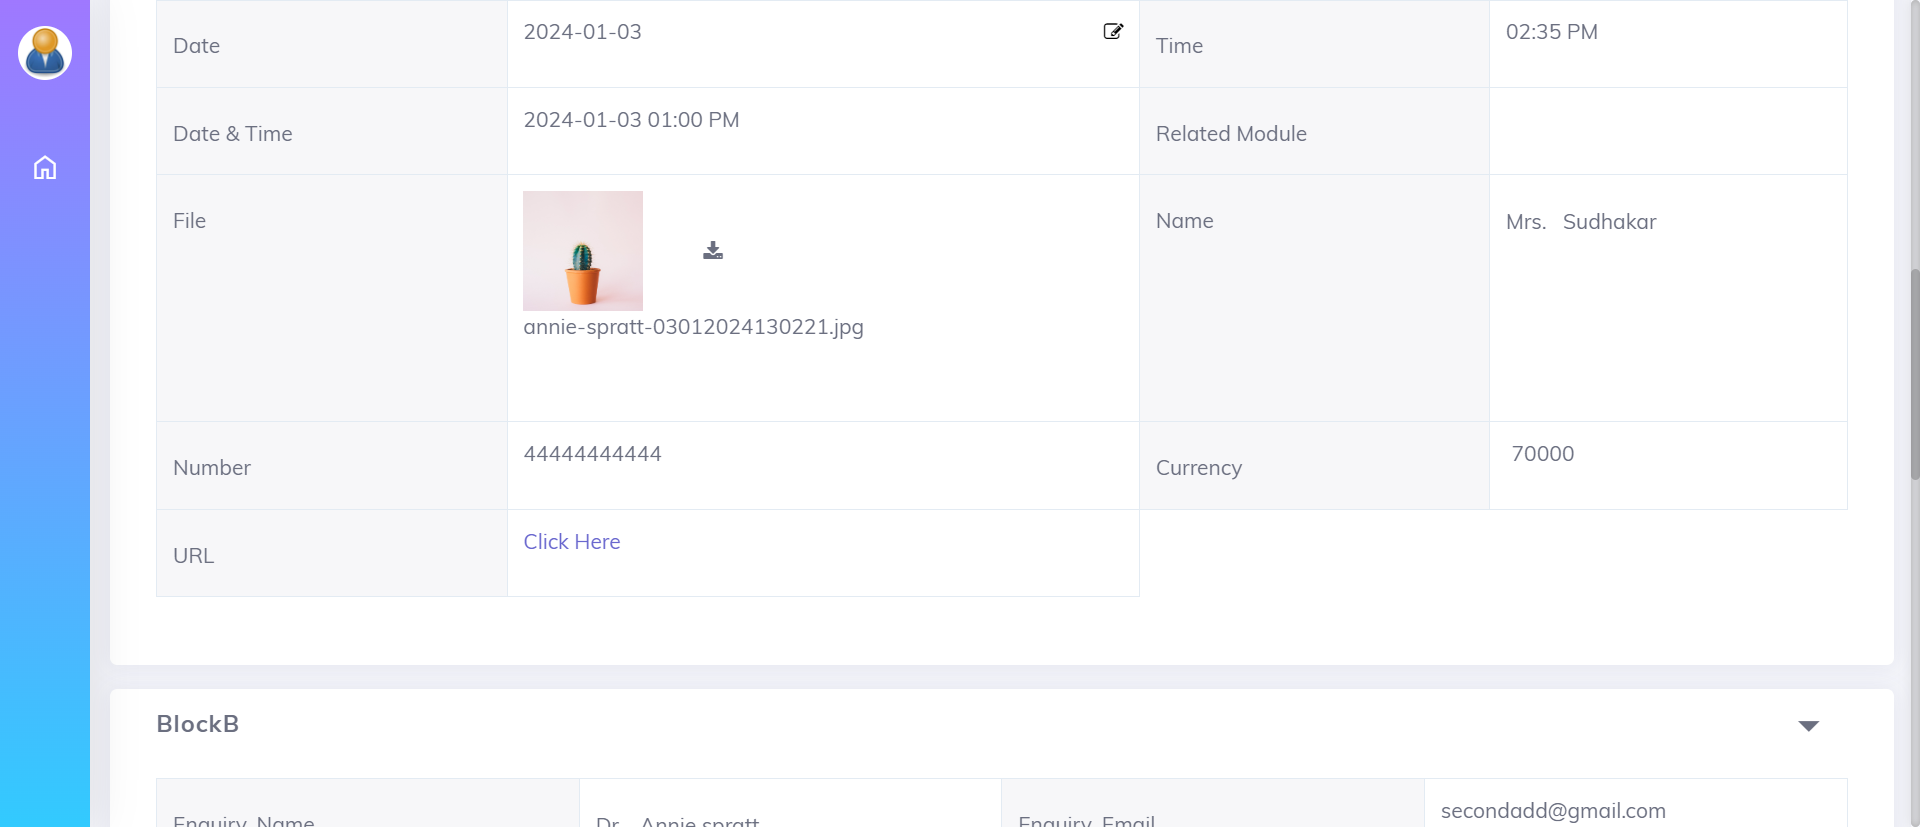 Date
2024-01-03
Time
02:35 PM
Date & Time
2024-01-03 01:00 PM
Related Module
File
annie-spratt-03012024130221.jpg
Name
Mrs. Sudhakar
Number
44444444444
Currency
70000
URL
Click Here
BlockB
Enquiry Name
Dr. Annie spratt
Enquiry Email
secondadd@gmail.com